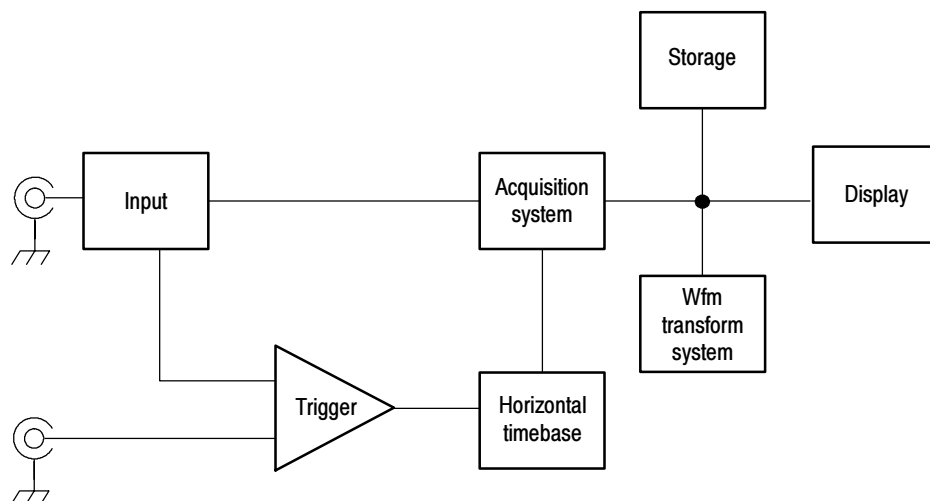 Storage
Input
Acquisition
system
Display
Wfm
transform
system
Trigger
Horizontal
timebase